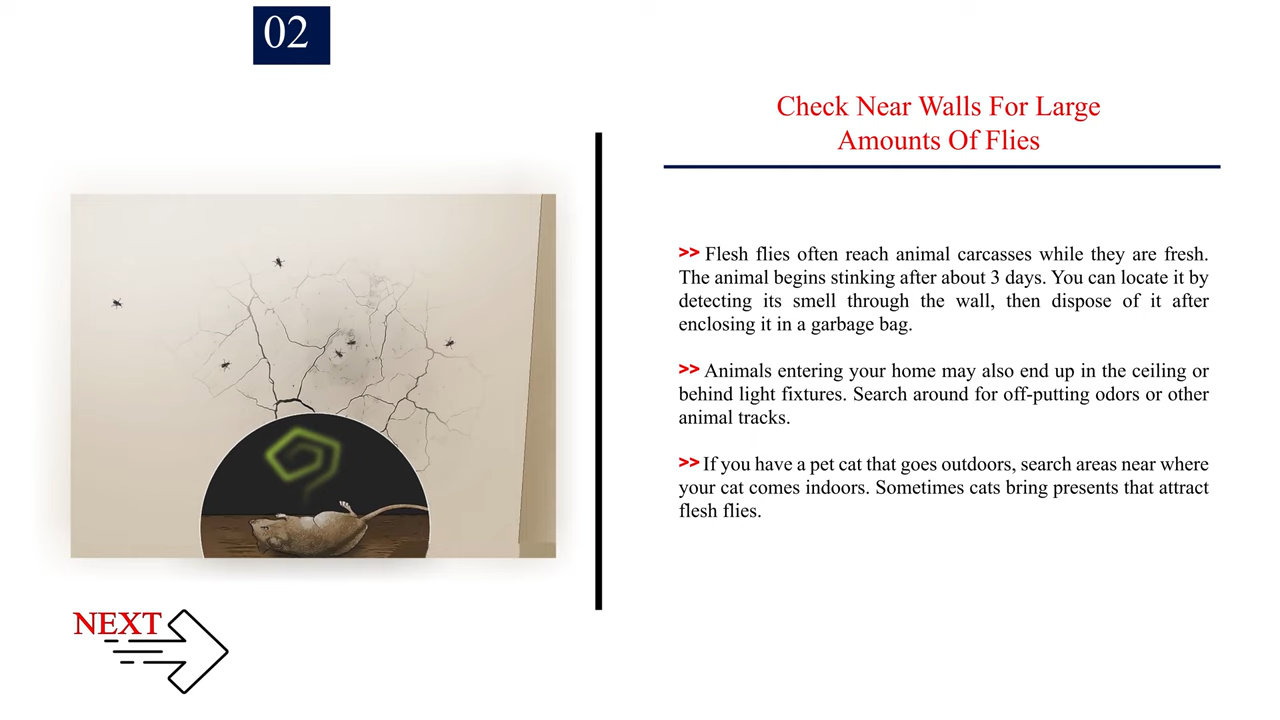 02
Check Near Walls For Large
Amounts Of Flies
>> Flesh flies often reach animal carcasses while they are fresh.
The animal begins stinking after about 3 days. You can locate it by
detecting its smell through the wall, then dispose of it after
enclosing it in a garbage bag.
>> Animals entering your home may also end up in the ceiling or
behind light fixtures. Search around for off-putting odors or other
animal tracks.
>> If you have a pet cat that goes outdoors, search areas near where
your cat comes indoors. Sometimes cats bring presents that attract
flesh flies.
NEXT